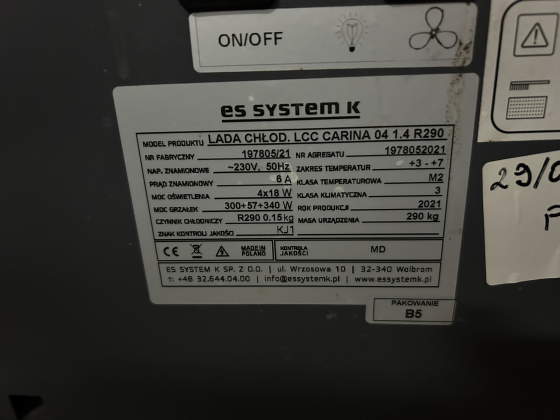 ON/OFF
es system k
MODEL PRODUKTU LADA CHŁOD. LCC CARINA 04 1.4 R290
NR FABRYCZNY 197805/21 NR AGREGATU 1978052021
NAP. ZNAMIONOWE ~230V, 50Hz ZAKRES TEMPERATUR +3 - +7
PRĄD ZNAMIONOWY 6 A KLASA TEMPERATUROWA M2
MOC OŚWIETLENIA 4x18 W KLASA KLIMATYCZNA 3
MOC GRZAŁEK 300+57+340 W ROK PRODUKCJI 2021
CZYNNIK CHŁODNICZY R290 0.15kg MASA URZĄDZENIA 290 kg
ZNAK KONTROLI JAKOŚCI KJ1
CE MADE IN POLAND KONTROLA JAKOŚCI MD
ES SYSTEM K SP. Z O.O. | ul. Wrzosowa 10 | 32-340 Wolbrom
T: +48 32.644.04.00 | info@essystemk.pl | www.essystemk.pl
PAKOWANIE
B5
29/0
P